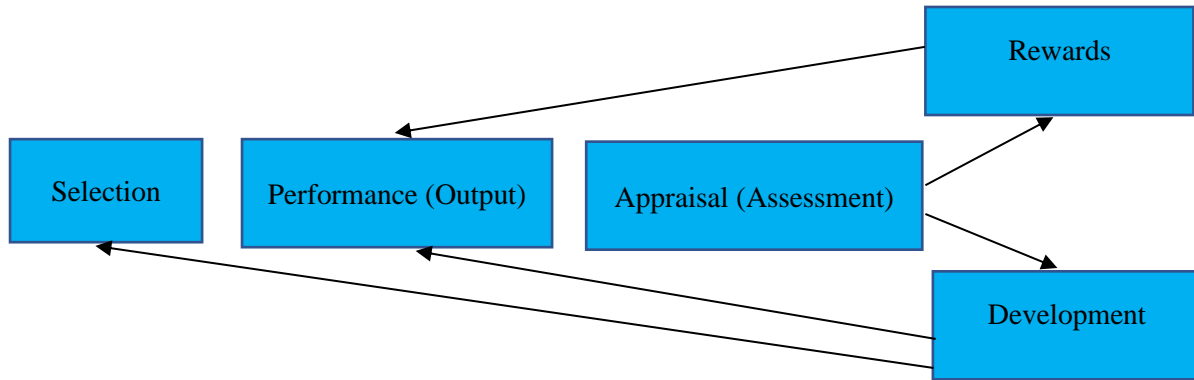 Rewards
Selection
Performance (Output)
Appraisal (Assessment)
Development